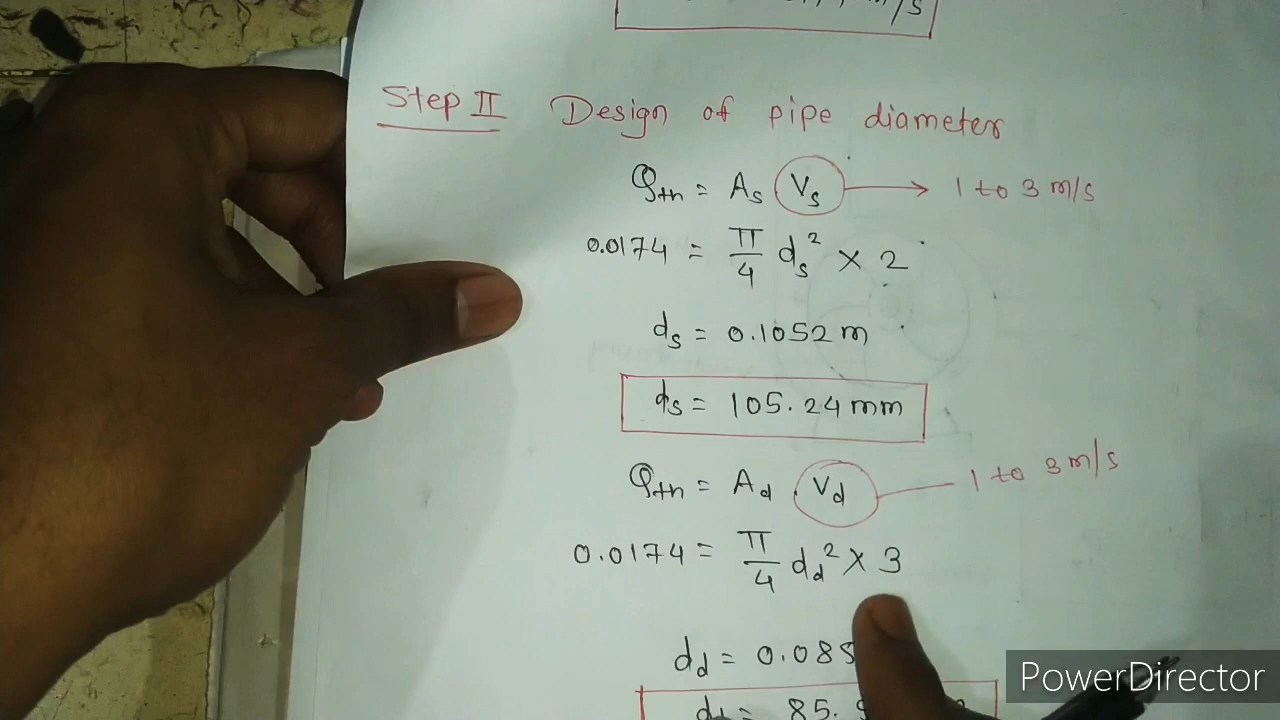 m/s
Step II Design of pipe diameter
Qth = As Vs → 1 to 3 m/s
0.0174 = π/4 ds² × 2
ds = 0.1052 m
ds = 105.24 mm
Qth = Ad Vd 1 to 3 m/s
0.0174 = π/4 dd² × 3
dd = 0.085
dd = 85.
PowerDirector